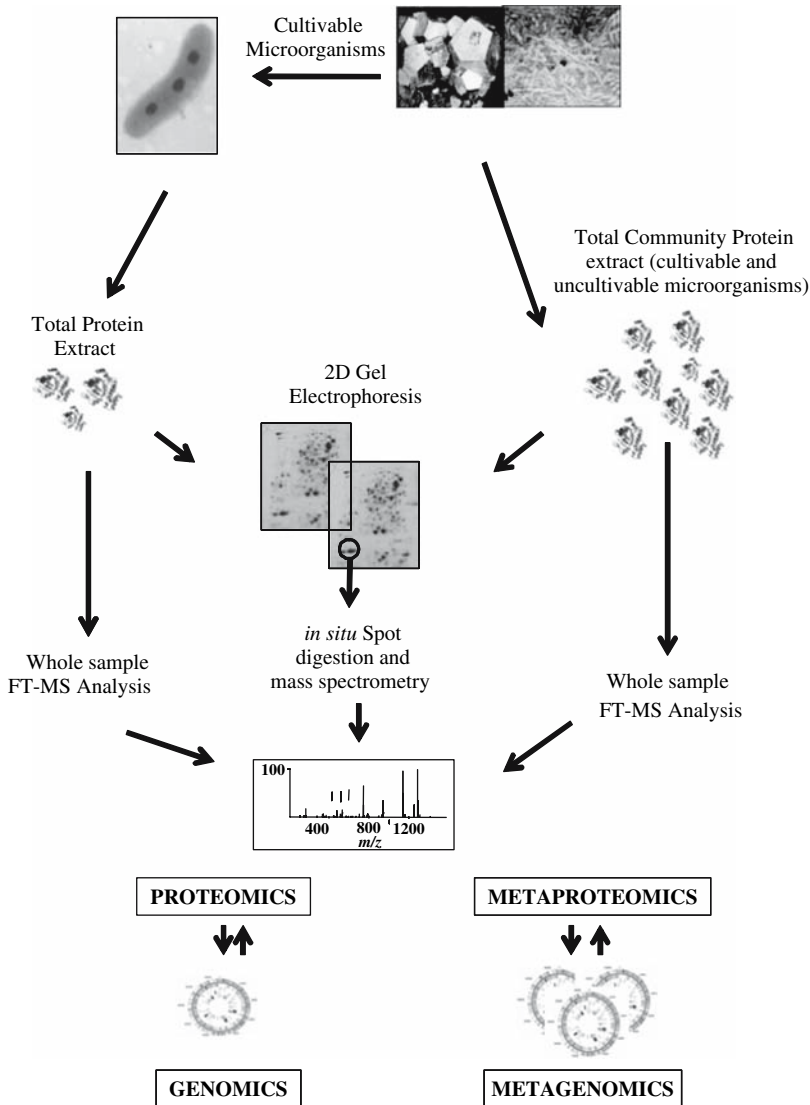 Cultivable
Microorganisms
Total Community Protein
extract (cultivable and
uncultivable microorganisms)
Total Protein
Extract
2D Gel
Electrophoresis
in situ Spot
digestion and
mass spectrometry
Whole sample
FT-MS Analysis
Whole sample
FT-MS Analysis
100
400 800 1200
m/z
PROTEOMICS
METAPROTEOMICS
GENOMICS
METAGENOMICS